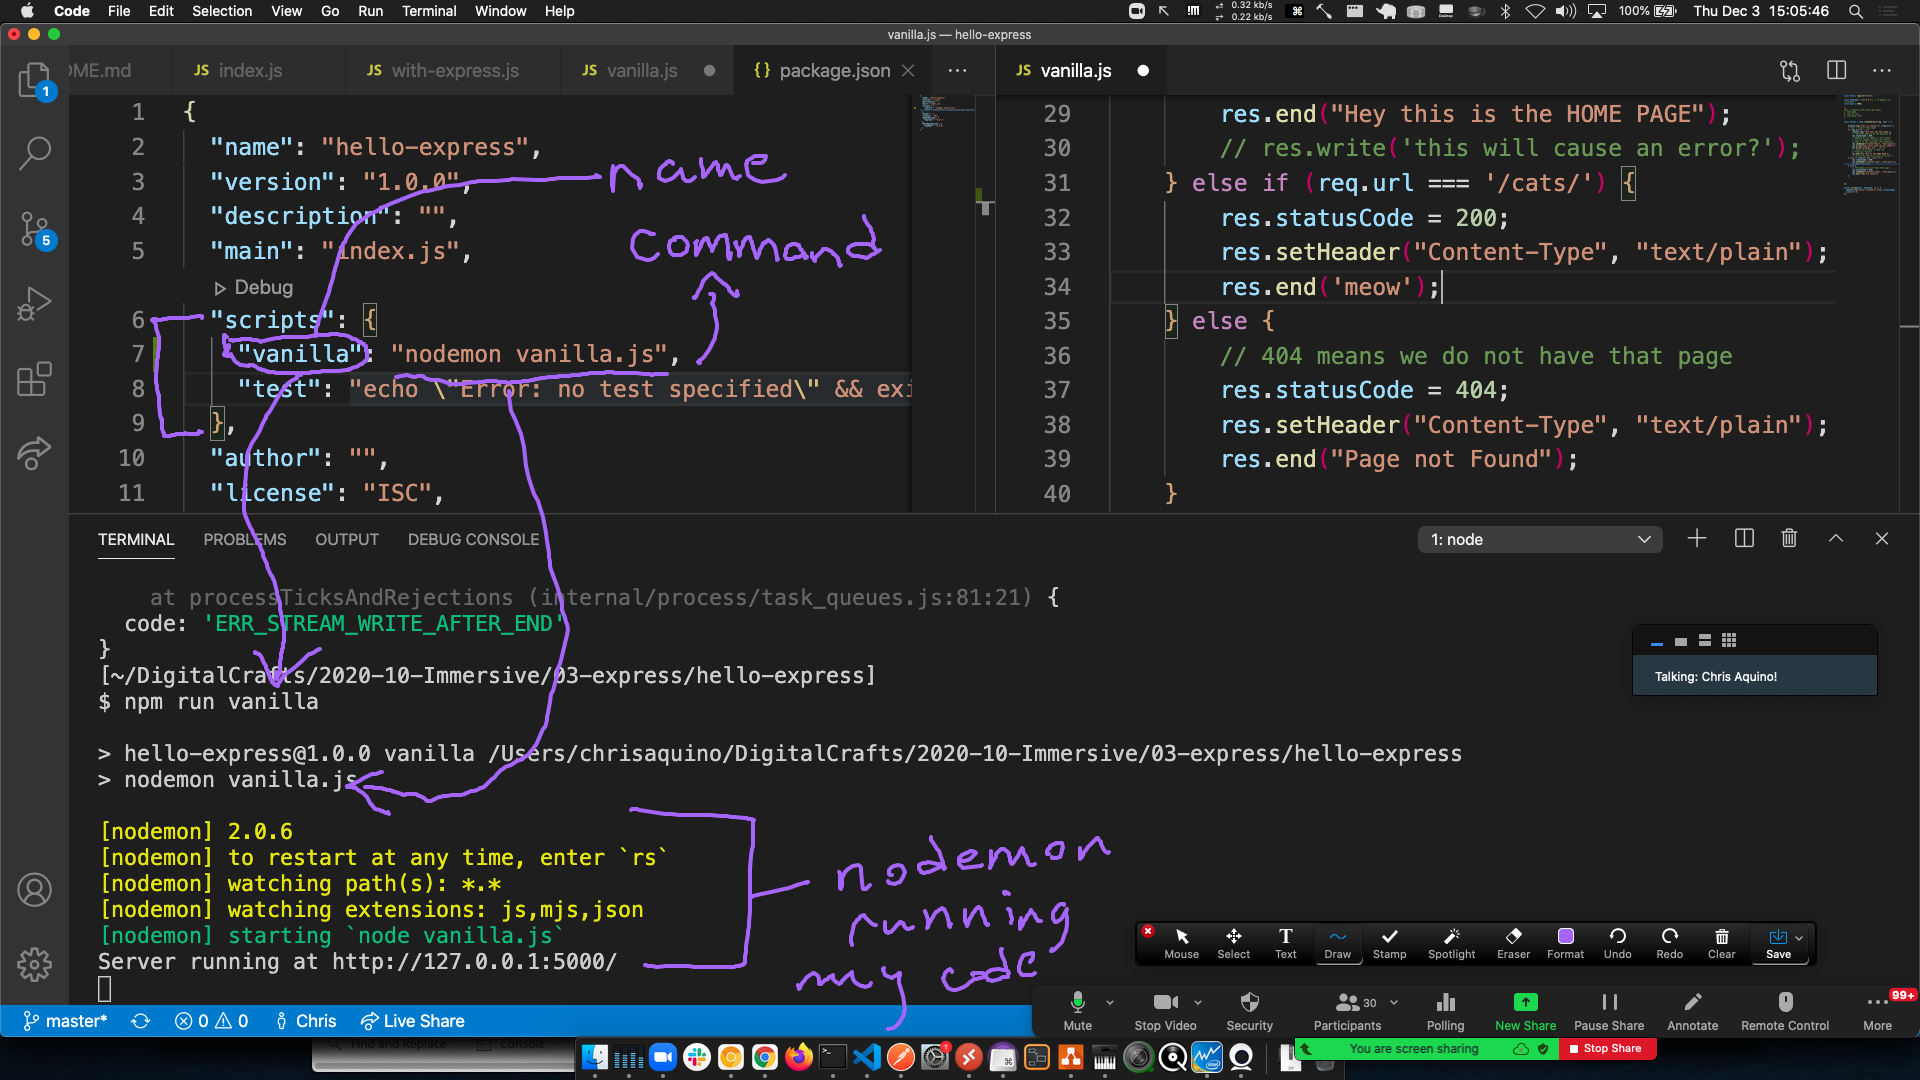 Code File Edit Selection View Go Run Terminal Window Help
0.32 kb/s
0.22 kb/s
100%
Thu Dec 3 15:05:46
vanilla.js — hello-express
OME.md
JS index.js
JS with-express.js
JS vanilla.js
{} package.json
1 {
2 "name": "hello-express",
3 "version": "1.0.0",
4 "description": "",
5 "main": "index.js",
Debug
6 "scripts": {
7 "vanilla": "nodemon vanilla.js",
8 "test": "echo \"Error: no test specified\" && exi
9 },
10 "author": "",
11 "license": "ISC",
name
command
JS vanilla.js
29 res.end("Hey this is the HOME PAGE");
30 // res.write('this will cause an error?');
31 } else if (req.url === '/cats/') {
32 res.statusCode = 200;
33 res.setHeader("Content-Type", "text/plain");
34 res.end('meow');
35 } else {
36 // 404 means we do not have that page
37 res.statusCode = 404;
38 res.setHeader("Content-Type", "text/plain");
39 res.end("Page not Found");
40 }
1
5
TERMINAL PROBLEMS OUTPUT DEBUG CONSOLE
1: node
at processTicksAndRejections (internal/process/task_queues.js:81:21) {
code: 'ERR_STREAM_WRITE_AFTER_END'
}
[~/DigitalCrafts/2020-10-Immersive/03-express/hello-express]
$ npm run vanilla
> hello-express@1.0.0 vanilla /Users/chrisaquino/DigitalCrafts/2020-10-Immersive/03-express/hello-express
> nodemon vanilla.js
[nodemon] 2.0.6
[nodemon] to restart at any time, enter `rs`
[nodemon] watching path(s): *.*
[nodemon] watching extensions: js,mjs,json
[nodemon] starting `node vanilla.js`
Server running at http://127.0.0.1:5000/
nodemon
running
my code
Talking: Chris Aquino!
Mouse Select Text Draw Stamp Spotlight Eraser Format Undo Redo Clear Save
master* 0 0 Chris Live Share
30
99+
Mute Stop Video Security Participants Polling New Share Pause Share Annotate Remote Control More
You are screen sharing Stop Share
Find and Replace Console
1